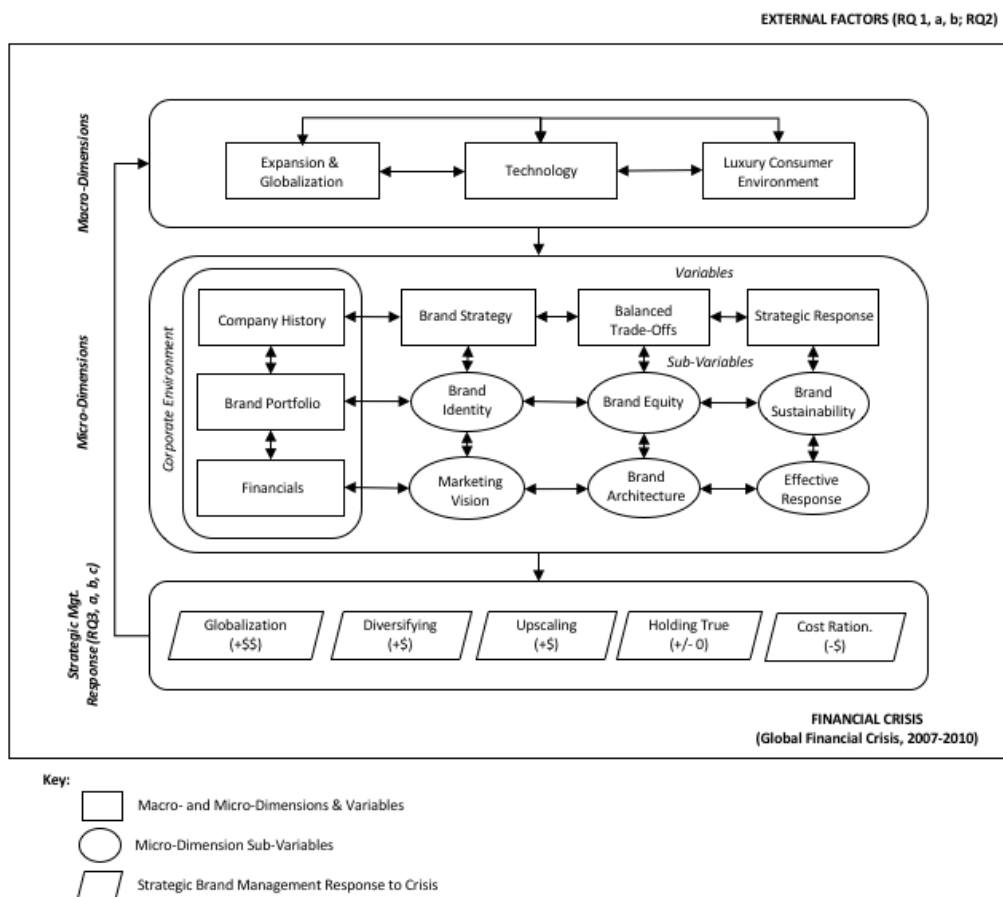 EXTERNAL FACTORS (RQ 1, a, b; RQ2)
Macro-Dimensions
Expansion &
Globalization
Technology
Luxury Consumer
Environment
Micro-Dimensions
Corporate Environment
Variables
Company History
Brand Strategy
Balanced
Trade-Offs
Strategic Response
Sub-Variables
Brand Portfolio
Brand
Identity
Brand Equity
Brand
Sustainability
Financials
Marketing
Vision
Brand
Architecture
Effective
Response
Strategic Mgt.
Response (RQ3, a, b, c)
Globalization
(+$$)
Diversifying
(+$)
Upscaling
(+$)
Holding True
(+/- 0)
Cost Ration.
(-$)
FINANCIAL CRISIS
(Global Financial Crisis, 2007-2010)
Key:
Macro- and Micro-Dimensions & Variables
Micro-Dimension Sub-Variables
Strategic Brand Management Response to Crisis